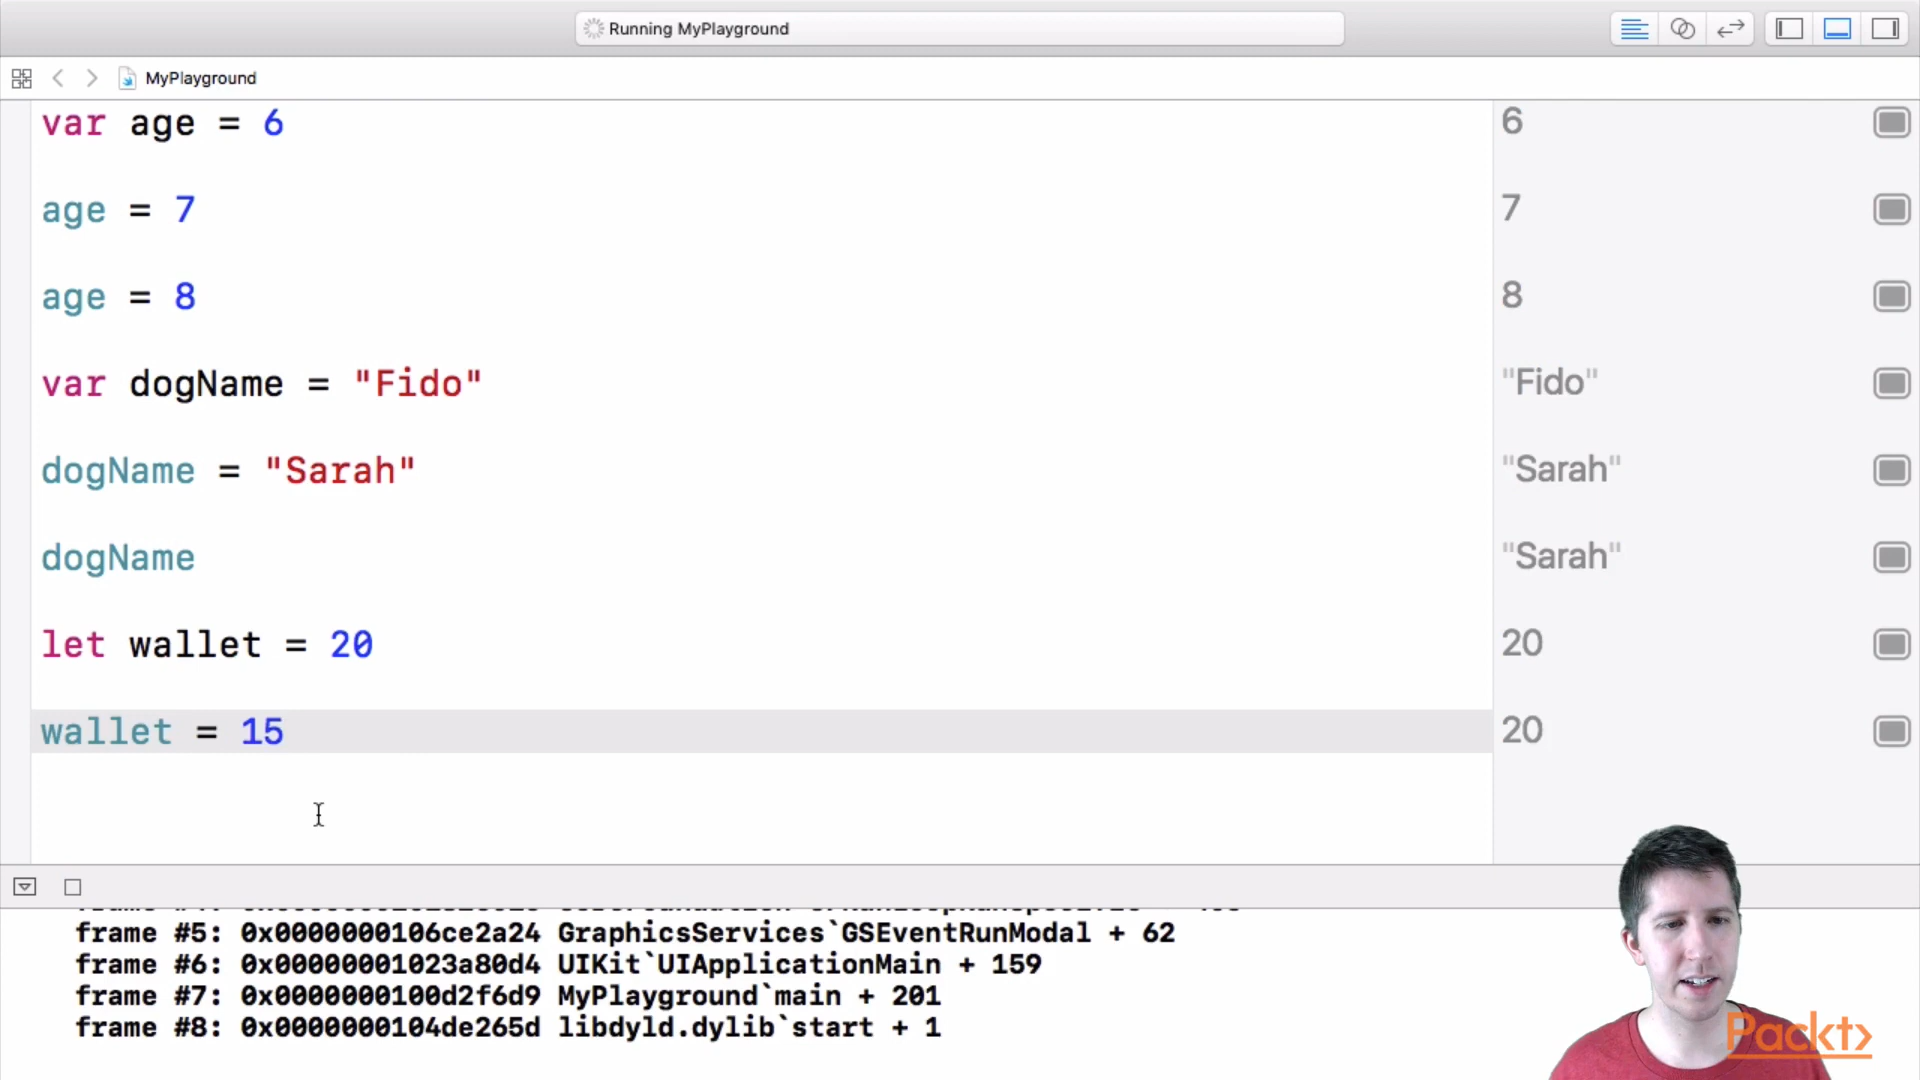 Running MyPlayground
MyPlayground
var age = 6
6
age = 7
7
age = 8
8
var dogName = "Fido"
"Fido"
dogName = "Sarah"
"Sarah"
dogName
"Sarah"
let wallet = 20
20
wallet = 15
20
frame #5: 0x0000000106ce2a24 GraphicsServices`GSEventRunModal + 62
frame #6: 0x00000001023a80d4 UIKit`UIApplicationMain + 159
frame #7: 0x0000000100d2f6d9 MyPlayground`main + 201
frame #8: 0x0000000104de265d libdyld.dylib`start + 1
Packt>